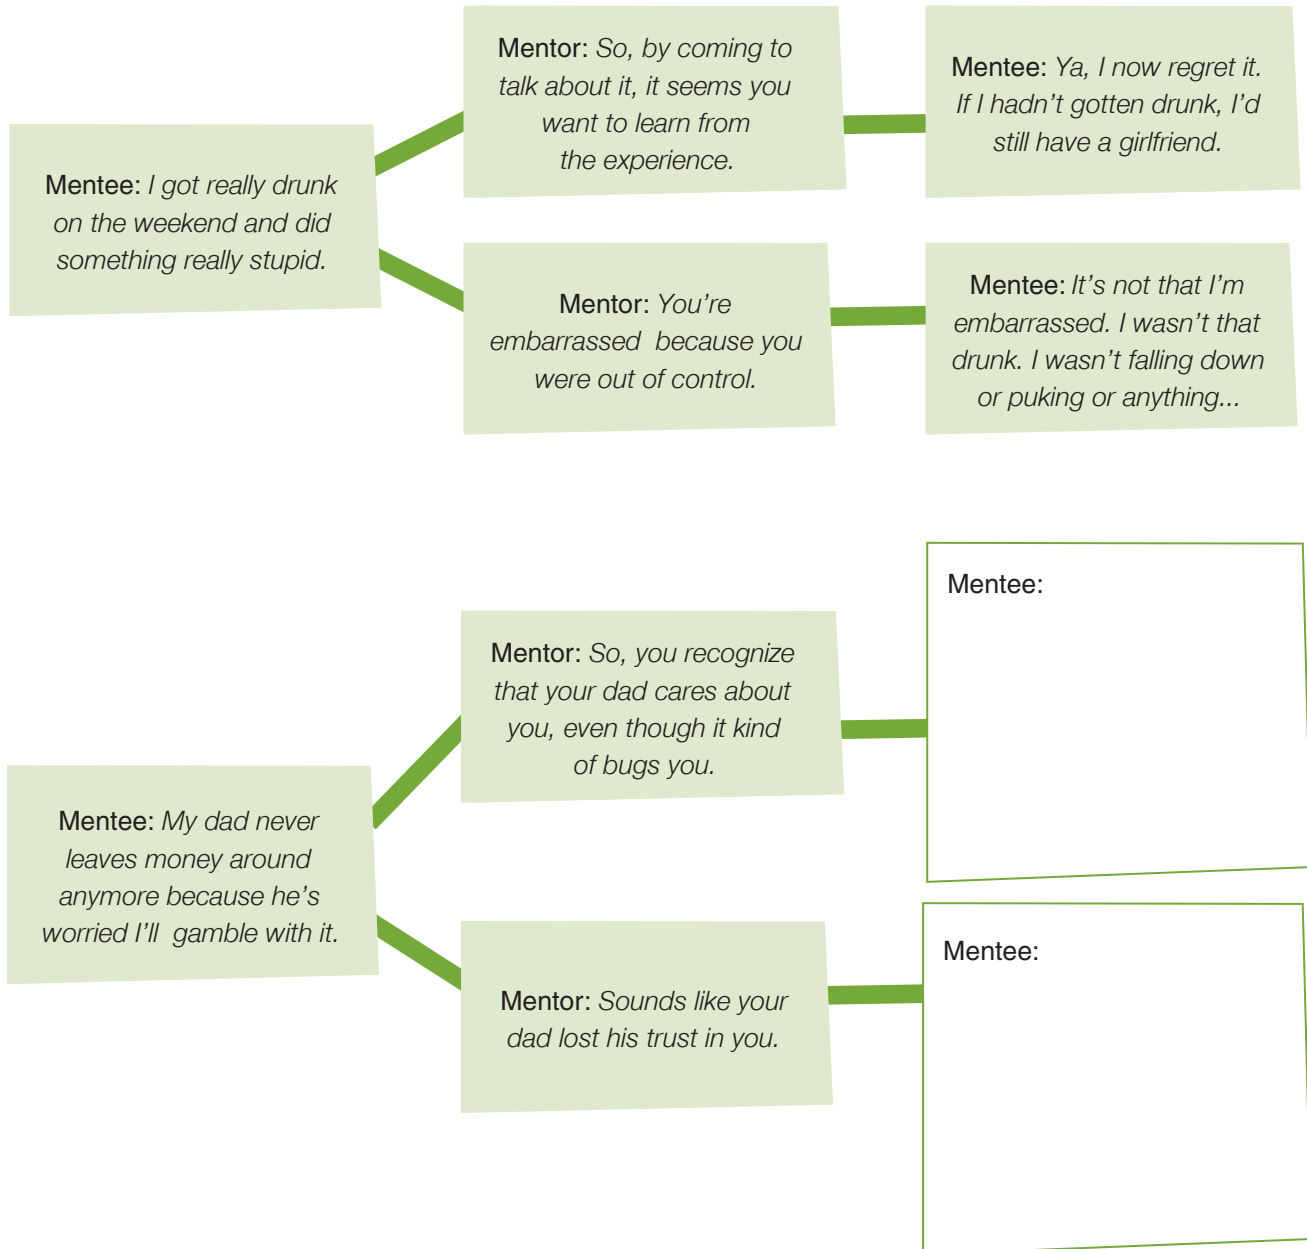 Mentee: I got really drunk
on the weekend and did
something really stupid.
Mentor: So, by coming to
talk about it, it seems you
want to learn from
the experience.
Mentee: Ya, I now regret it.
If I hadn't gotten drunk, I'd
still have a girlfriend.
Mentor: You're
embarrassed because you
were out of control.
Mentee: It's not that I'm
embarrassed. I wasn't that
drunk. I wasn't falling down
or puking or anything...
Mentee: My dad never
leaves money around
anymore because he's
worried I'll gamble with it.
Mentor: So, you recognize
that your dad cares about
you, even though it kind
of bugs you.
Mentee:
Mentor: Sounds like your
dad lost his trust in you.
Mentee: